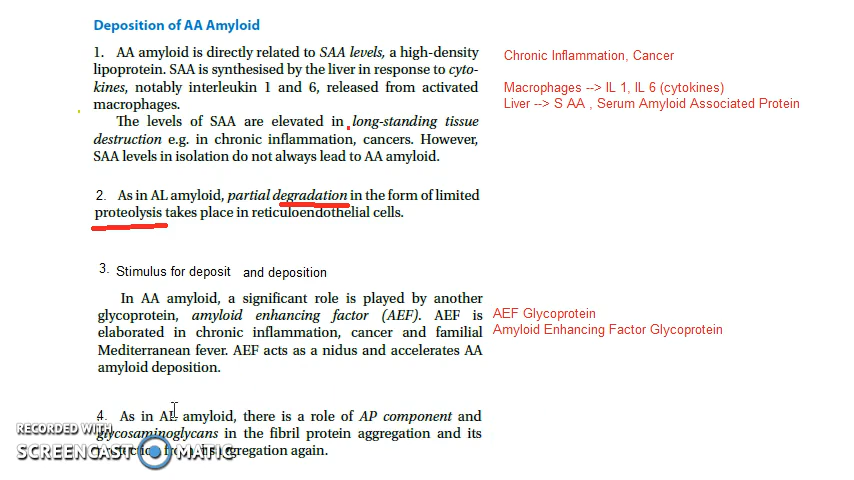 Deposition of AA Amyloid
1. AA amyloid is directly related to SAA levels, a high-density
lipoprotein. SAA is synthesised by the liver in response to cyto-
kines, notably interleukin 1 and 6, released from activated
macrophages.
The levels of SAA are elevated in long-standing tissue
destruction e.g. in chronic inflammation, cancers. However,
SAA levels in isolation do not always lead to AA amyloid.
Chronic Inflammation, Cancer
Macrophages --> IL 1, IL 6 (cytokines)
Liver --> S AA , Serum Amyloid Associated Protein
2. As in AL amyloid, partial degradation in the form of limited
proteolysis takes place in reticuloendothelial cells.
3. Stimulus for deposit and deposition
In AA amyloid, a significant role is played by another
glycoprotein, amyloid enhancing factor (AEF). AEF is
elaborated in chronic inflammation, cancer and familial
Mediterranean fever. AEF acts as a nidus and accelerates AA
amyloid deposition.
AEF Glycoprotein
Amyloid Enhancing Factor Glycoprotein
4. As in AL amyloid, there is a role of AP component and
glycosaminoglycans in the fibril protein aggregation and its
from again.
RECORDED WITH
SCREENCAST MATIC